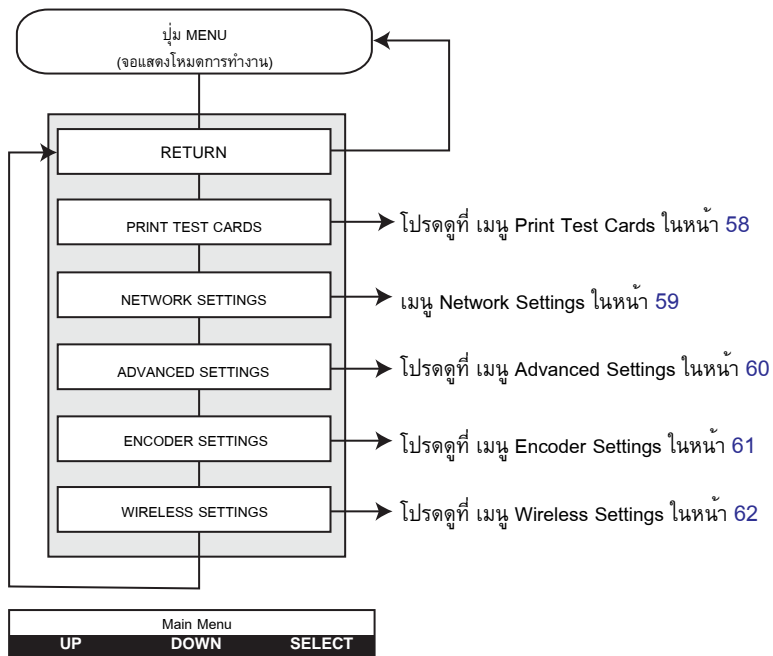 ปุ่ม MENU
(จอแสดงโหมดการทำงาน)
RETURN
PRINT TEST CARDS
โปรดดูที่ เมนู Print Test Cards ในหน้า 58
NETWORK SETTINGS
เมนู Network Settings ในหน้า 59
ADVANCED SETTINGS
โปรดดูที่ เมนู Advanced Settings ในหน้า 60
ENCODER SETTINGS
โปรดดูที่ เมนู Encoder Settings ในหน้า 61
WIRELESS SETTINGS
โปรดดูที่ เมนู Wireless Settings ในหน้า 62
Main Menu
UP DOWN SELECT